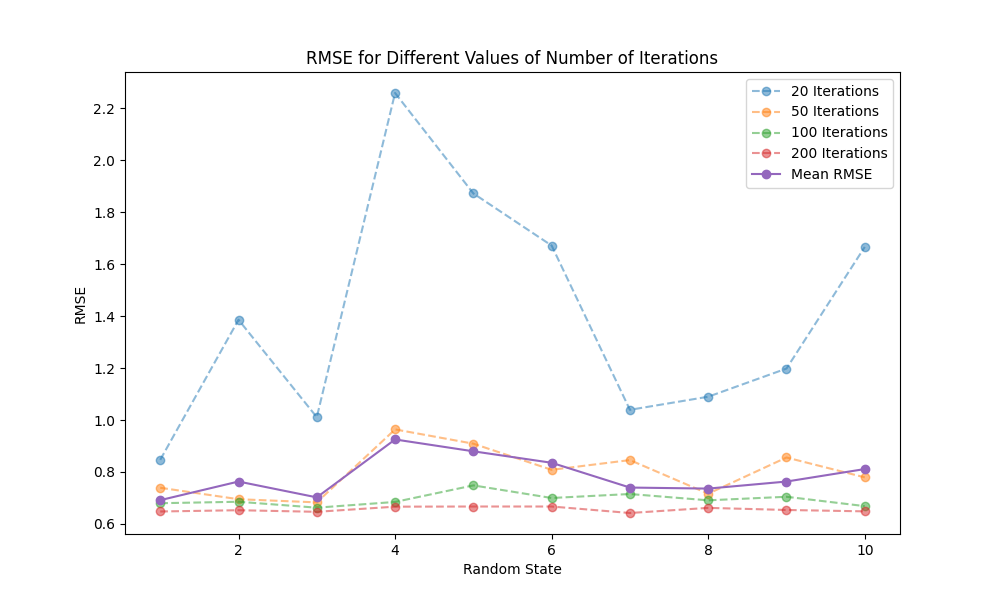 RMSE for Different Values of Number of Iterations
20 Iterations
50 Iterations
100 Iterations
200 Iterations
Mean RMSE
2.2
2.0
1.8
1.6
1.4
1.2
1.0
0.8
0.6
RMSE
2
4
6
8
10
Random State